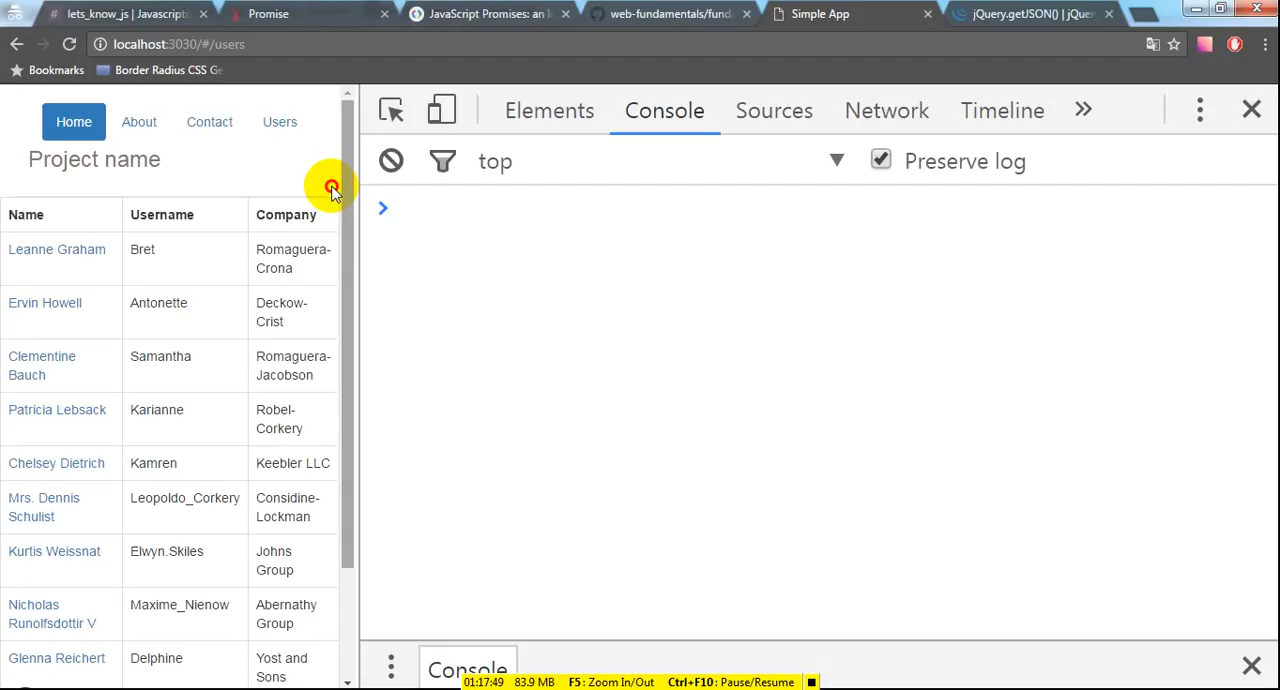 lets_know_js | Javascript
Promise
JavaScript Promises: an I
web-fundamentals/fund
Simple App
jQuery.getJSON() | jQuer
localhost:3030/#/users
Bookmarks
Border Radius CSS Ge
Home About Contact Users
Project name
Elements Console Sources Network Timeline
top
Preserve log
Name Username Company
Leanne Graham Bret Romaguera-
Crona
Ervin Howell Antonette Deckow-
Crist
Clementine Samantha Romaguera-
Bauch Jacobson
Patricia Lebsack Karianne Robel-
Corkery
Chelsey Dietrich Kamren Keebler LLC
Mrs. Dennis Leopoldo_Corkery Considine-
Schulist Lockman
Kurtis Weissnat Elwyn.Skiles Johns
Group
Nicholas Maxime_Nienow Abernathy
Runolfsdottir V Group
Glenna Reichert Delphine Yost and
Sons
Console
01:17:49 83.9 MB F5: Zoom In/Out Ctrl+F10: Pause/Resume